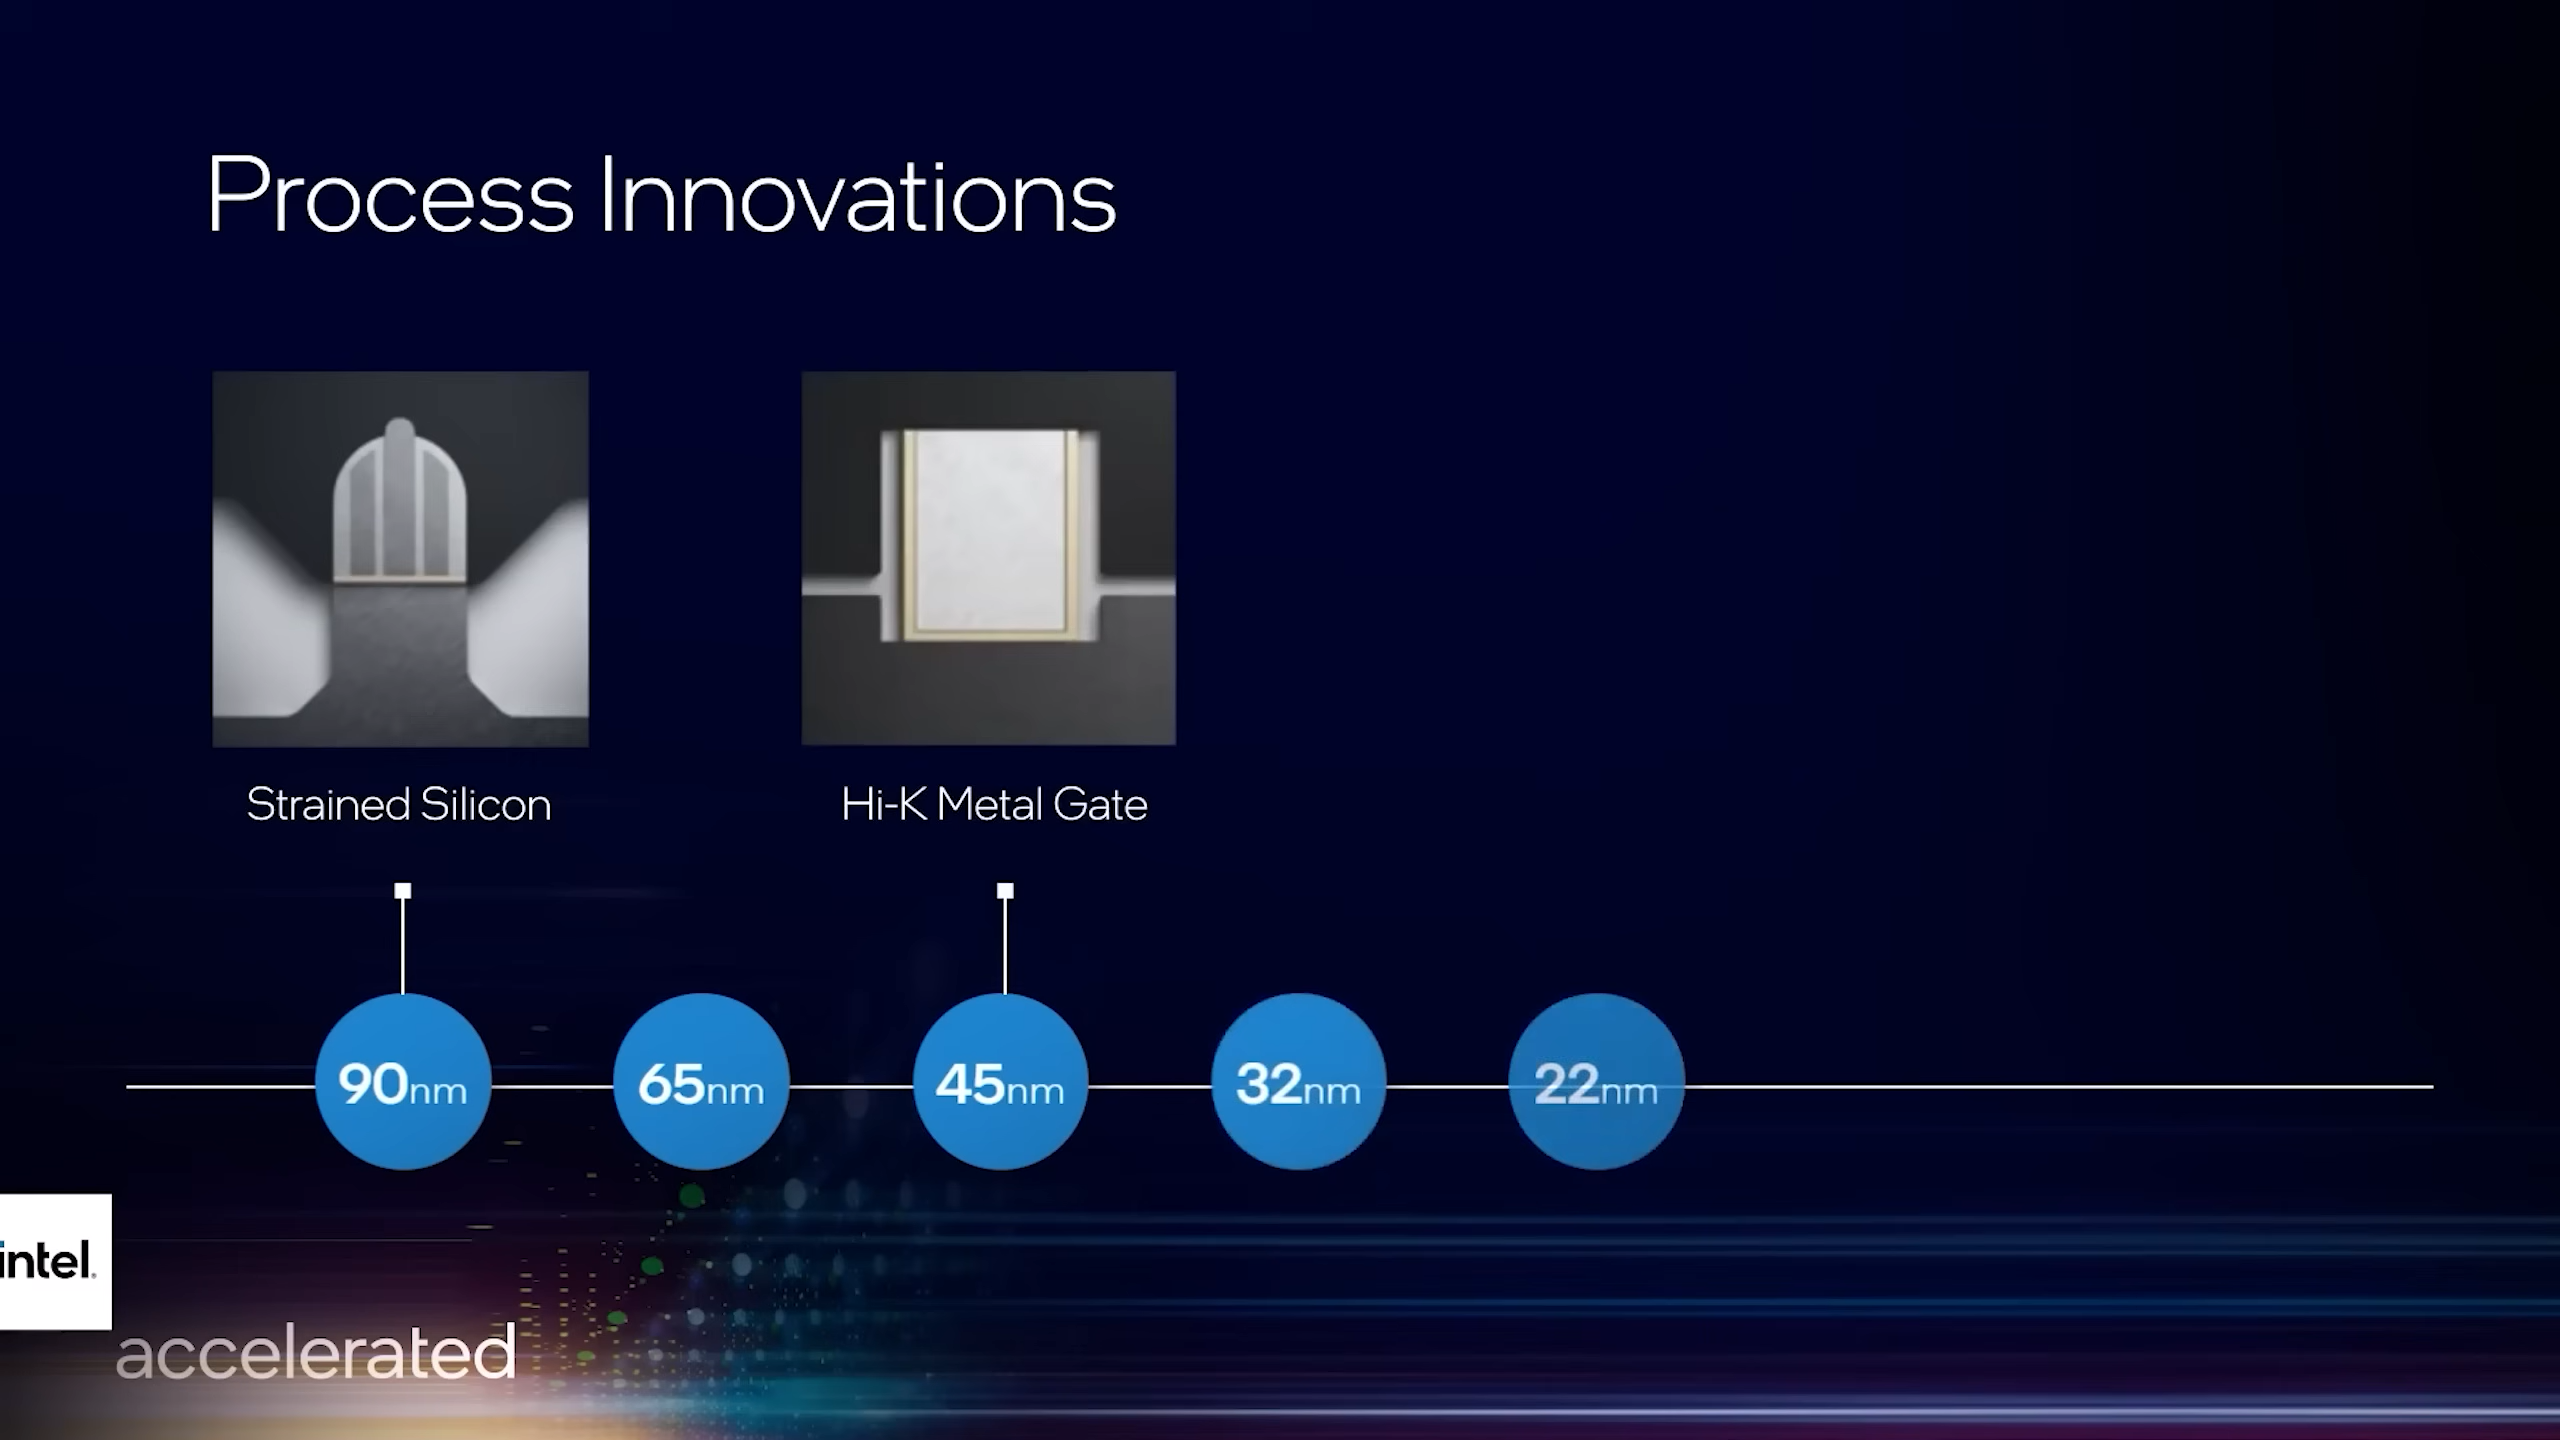 Process Innovations
Strained Silicon
Hi-K Metal Gate
90nm
65nm
45nm
32nm
22nm
intel.
accelerated